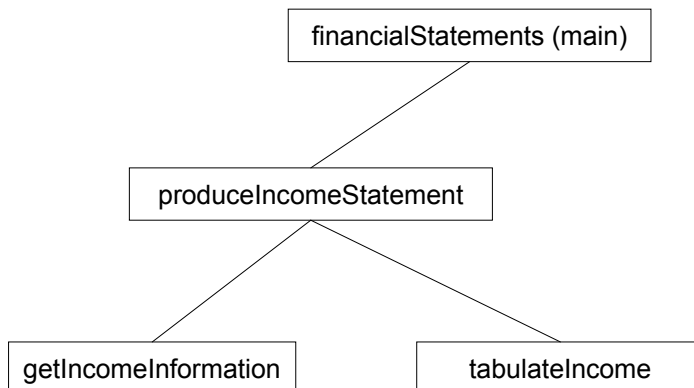 financialStatements (main)
produceIncomeStatement
getIncomeInformation
tabulateIncome